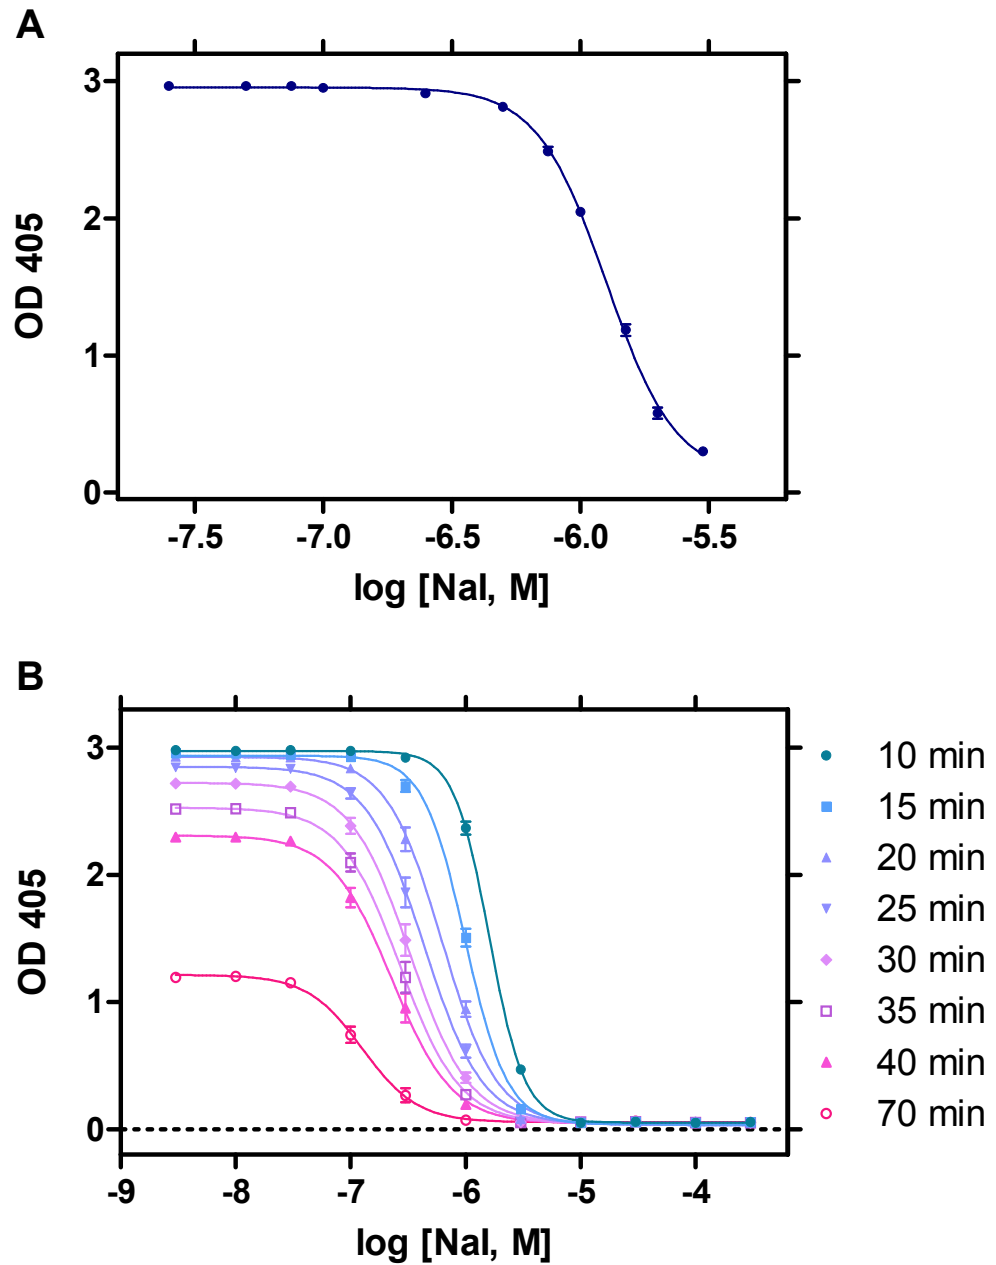 A
3
2
1
0
OD 405
-7.5 -7.0 -6.5 -6.0 -5.5
log [NaI, M]
B
3
2
1
0
OD 405
-9 -8 -7 -6 -5 -4
log [NaI, M]
10 min
15 min
20 min
25 min
30 min
35 min
40 min
70 min